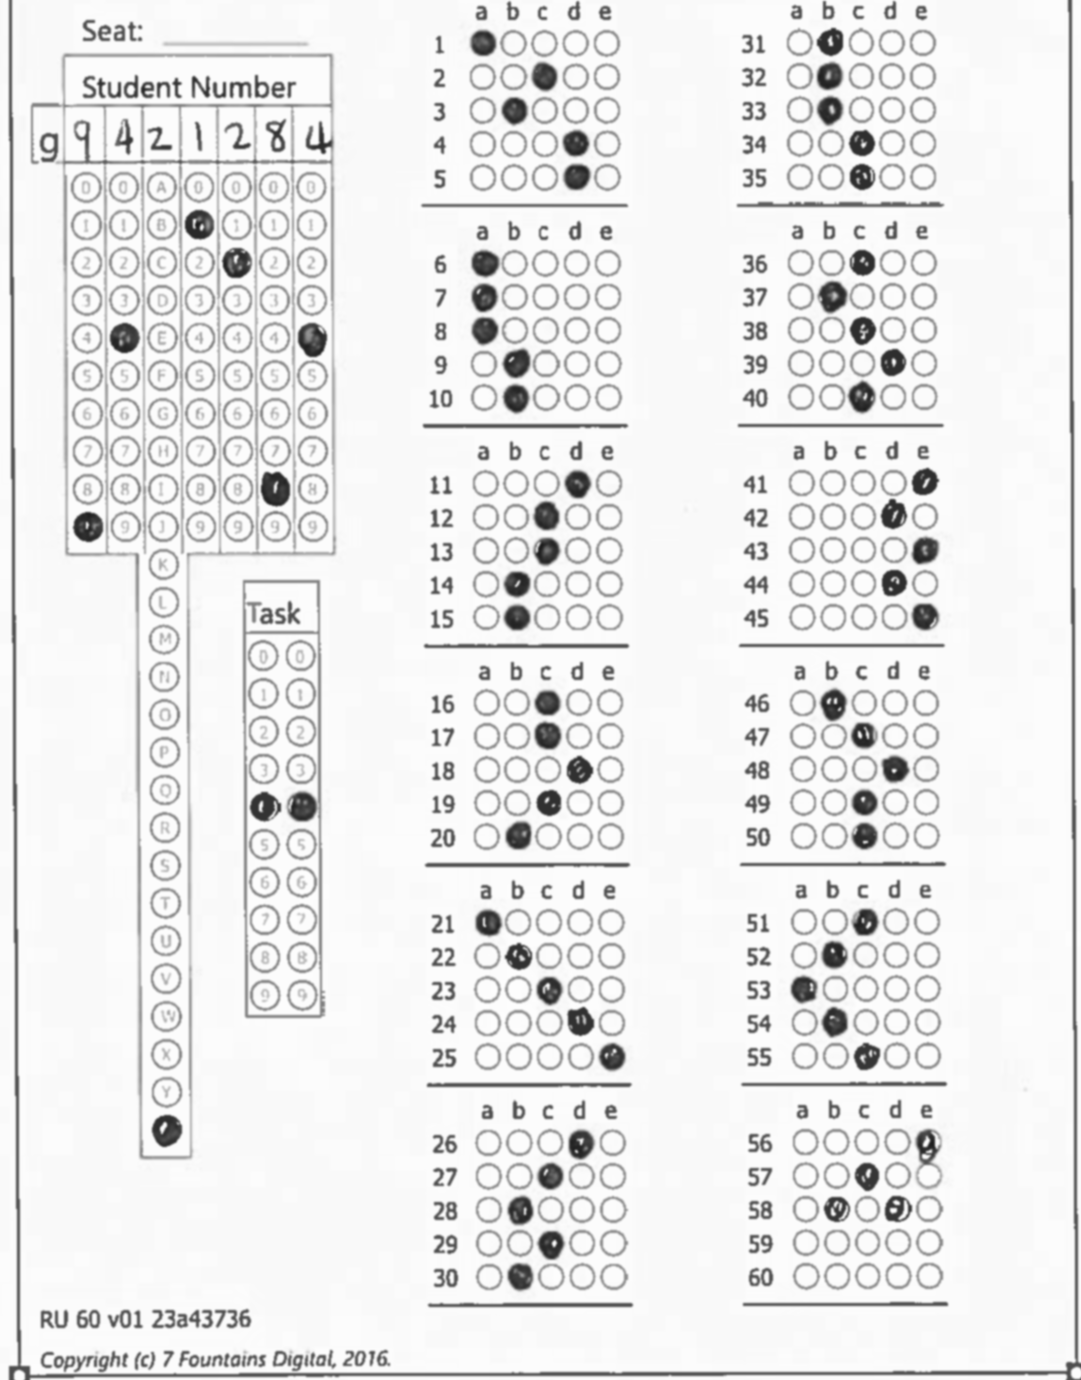 Seat:
Student Number
g 9 4 z 1 2 8 4
0 0 A 0 0 0 0
1 1 B 1 1 1
2 2 C 2 2 2
3 3 D 3 3 3 3
4 E 4 4 4
5 5 F 5 5 5 5
6 6 G 6 6 6 6
7 7 H 7 7 7 7
8 8 I 8 8 8
9 J 9 9 9 9
K
L
M
N
O
P
Q
R
S
T
U
V
W
X
Y
Task
0 0
1 1
2 2
3 3
5 5
6 6
7 7
8 8
9 9
a b c d e
1
2
3
4
5
a b c d e
6
7
8
9
10
a b c d e
11
12
13
14
15
a b c d e
16
17
18
19
20
a b c d e
21
22
23
24
25
a b c d e
26
27
28
29
30
a b c d e
31
32
33
34
35
a b c d e
36
37
38
39
40
a b c d e
41
42
43
44
45
a b c d e
46
47
48
49
50
a b c d e
51
52
53
54
55
a b c d e
56
57
58
59
60
RU 60 v01 23a43736
Copyright (c) 7 Fountains Digital, 2016.